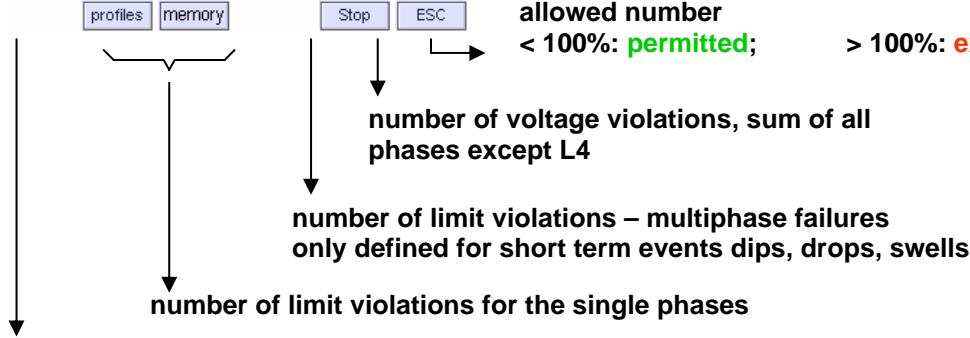 profiles memory Stop ESC
allowed number
< 100%: permitted; > 100%:
number of voltage violations, sum of all
phases except L4
number of limit violations – multiphase failures
only defined for short term events dips, drops, swells
number of limit violations for the single phases